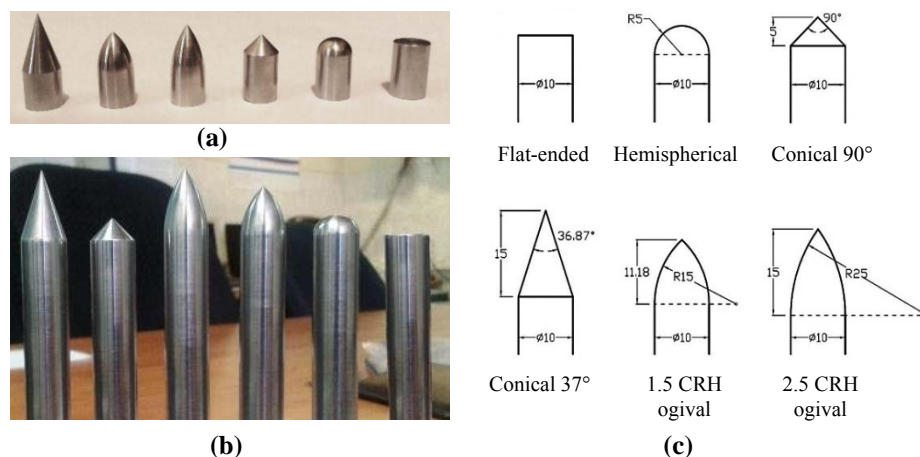 (a)
(b)
(c)
R5
90°
5
ø10
ø10
ø10
Flat-ended
Hemispherical
Conical 90°
15
36.87°
11,18
R15
15
R25
ø10
ø10
ø10
Conical 37°
1.5 CRH
ogival
2.5 CRH
ogival